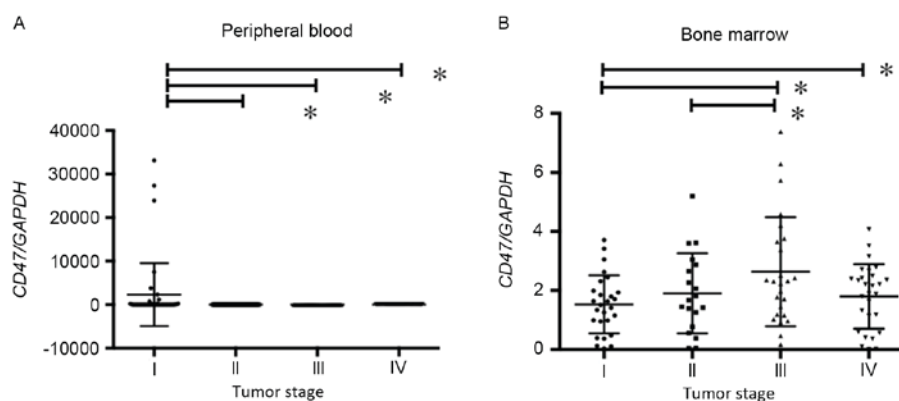 A
Peripheral blood
*
*
*
40000
30000
20000
10000
0
-10000
CD47/GAPDH
I
II
III
IV
Tumor stage
B
Bone marrow
*
*
*
8
6
4
2
0
CD47/GAPDH
I
II
III
IV
Tumor stage